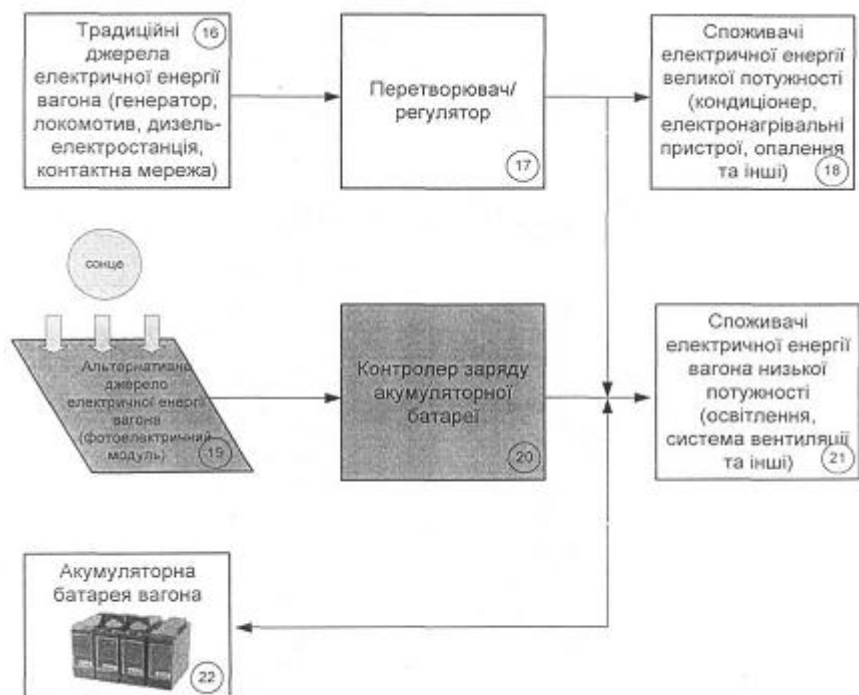 Традиційні
джерела
електричної енергії
вагона (генератор,
локомотив, дизель-
електростанція,
контактна мережа)
16
Перетворювач/
регулятор
17
Споживачі
електричної енергії
великої потужності
(кондиціонер,
електронагрівальні
пристрої, опалення
та інші)
18
сонце
Альтернативне
джерело
електричної енергії
вагона
(фотоелектричний
модуль)
19
Контролер заряду
акумуляторної
батареї
20
Споживачі
електричної енергії
вагона низької
потужності
(освітлення,
система вентиляції
та інші)
21
Акумуляторна
батарея вагона
22